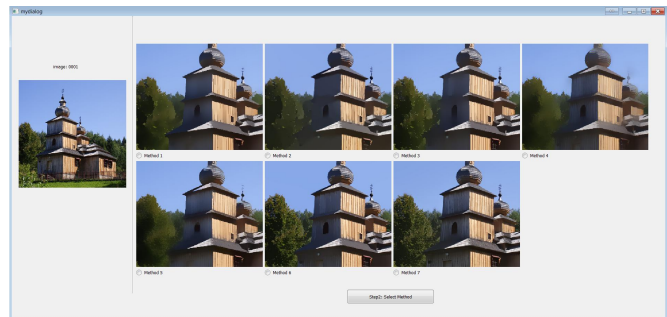 mydialog
image: 0001
Method 1
Method 2
Method 3
Method 4
Method 5
Method 6
Method 7
Step2: Select Method